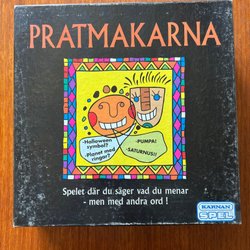 PRATMAKARNA
-Halloween
symbol?
-Planet med
ringar?
-PUMPA!
-SATURNUS!
Spelet där du säger vad du menar
- men med andra ord !
KÄRNAN
SPEL